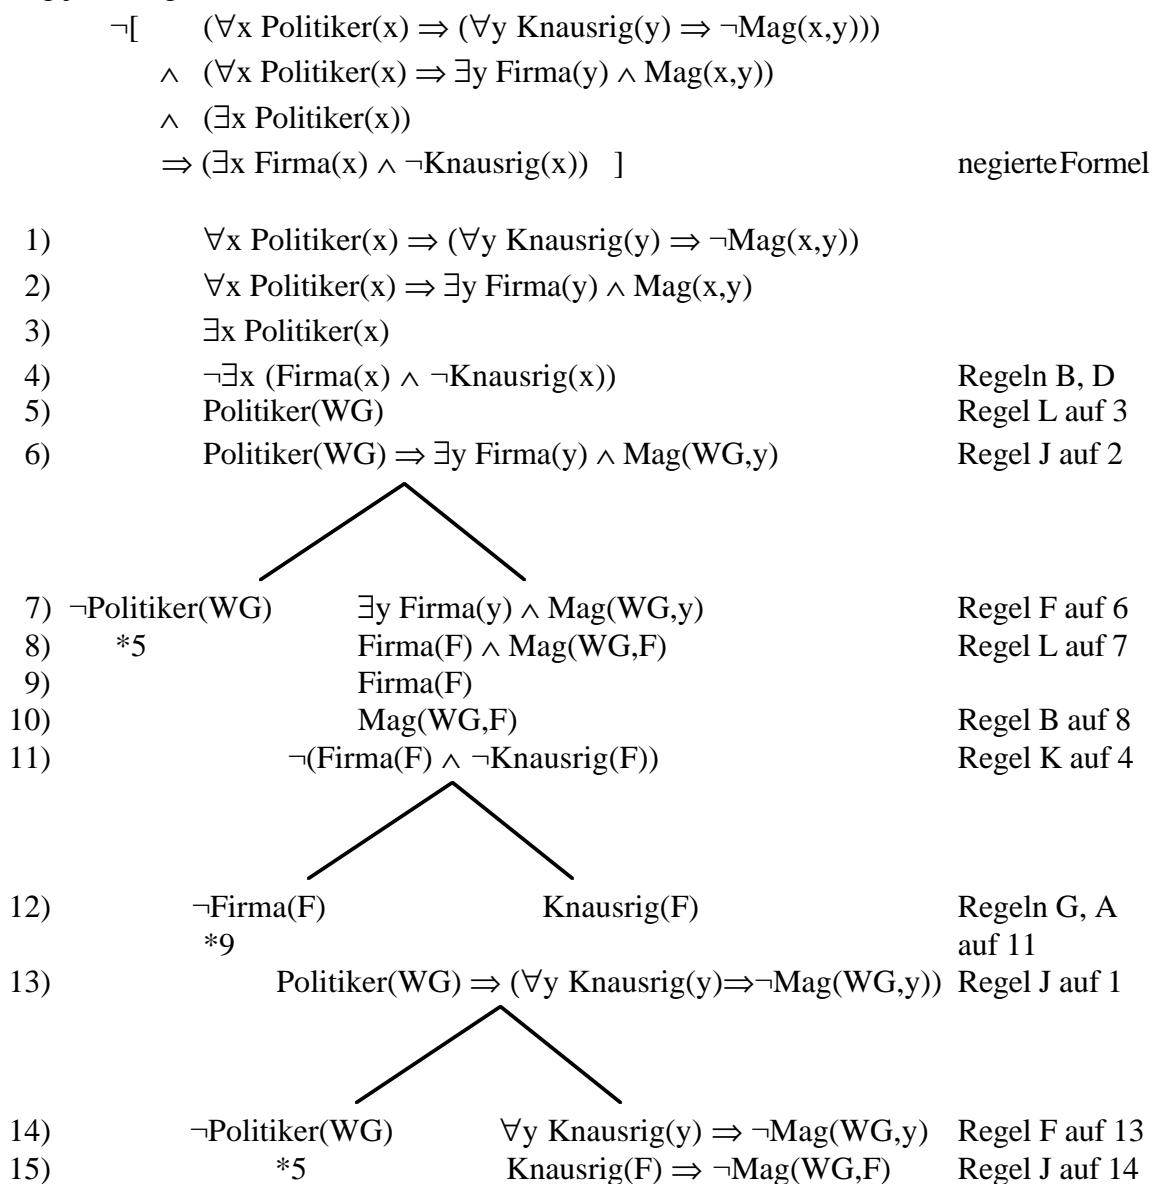 ¬[ (∀x Politiker(x) ⇒ (∀y Knausrig(y) ⇒ ¬Mag(x,y)))
∧ (∀x Politiker(x) ⇒ ∃y Firma(y) ∧ Mag(x,y))
∧ (∃x Politiker(x))
⇒ (∃x Firma(x) ∧ ¬Knausrig(x)) ] negierte Formel
1) ∀x Politiker(x) ⇒ (∀y Knausrig(y) ⇒ ¬Mag(x,y))
2) ∀x Politiker(x) ⇒ ∃y Firma(y) ∧ Mag(x,y)
3) ∃x Politiker(x)
4) ¬∃x (Firma(x) ∧ ¬Knausrig(x)) Regeln B, D
5) Politiker(WG) Regel L auf 3
6) Politiker(WG) ⇒ ∃y Firma(y) ∧ Mag(WG,y) Regel J auf 2
7) ¬Politiker(WG) ∃y Firma(y) ∧ Mag(WG,y) Regel F auf 6
8) *5 Firma(F) ∧ Mag(WG,F) Regel L auf 7
9) Firma(F)
10) Mag(WG,F) Regel B auf 8
11) ¬(Firma(F) ∧ ¬Knausrig(F)) Regel K auf 4
12) ¬Firma(F) Knausrig(F) Regeln G, A
*9 auf 11
13) Politiker(WG) ⇒ (∀y Knausrig(y)⇒¬Mag(WG,y)) Regel J auf 1
14) ¬Politiker(WG) ∀y Knausrig(y) ⇒ ¬Mag(WG,y) Regel F auf 13
15) *5 Knausrig(F) ⇒ ¬Mag(WG,F) Regel J auf 14